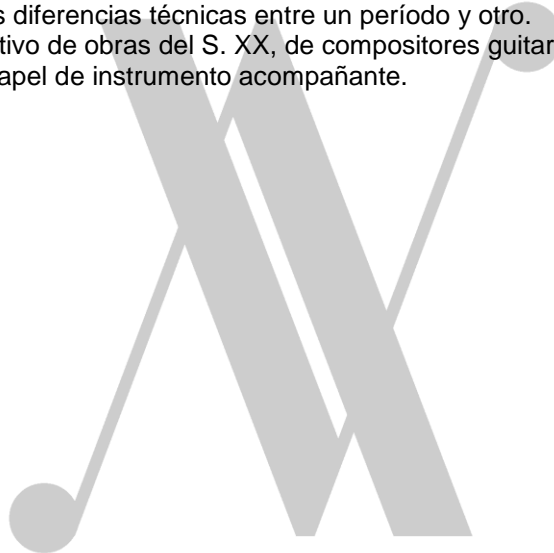 s diferencias técnicas entre un período y otro.
tivo de obras del S. XX, de compositores guitar
apel de instrumento acompañante.